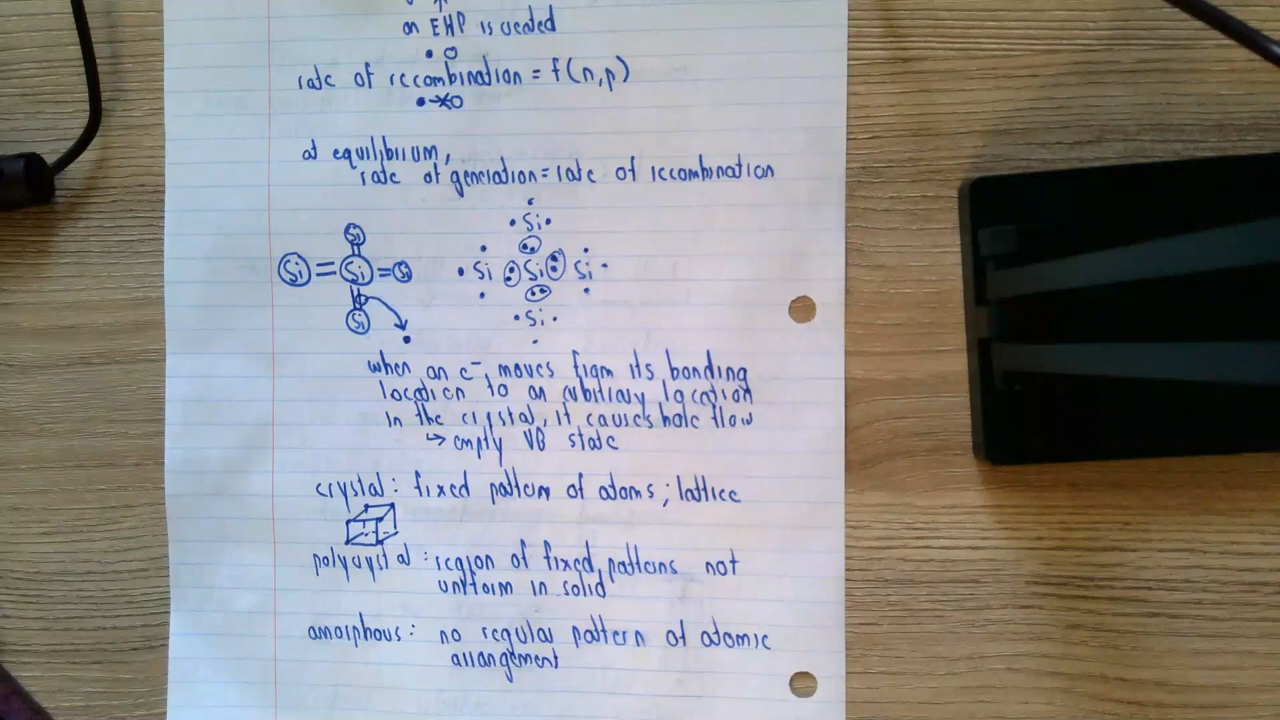 an EHP is created
rate of recombination = f(n,p)
at equilibrium,
rate of generation = rate of recombination
Si
Si = Si = Si
Si
Si
Si Si Si
Si
when an e⁻ moves from its bonding
location to an arbitrary location
in the crystal, it causes hole flow
↳ empty VB state
crystal: fixed pattern of atoms; lattice
polycrystal: region of fixed patterns not
uniform in solid
amorphous: no regular pattern of atomic
arrangement